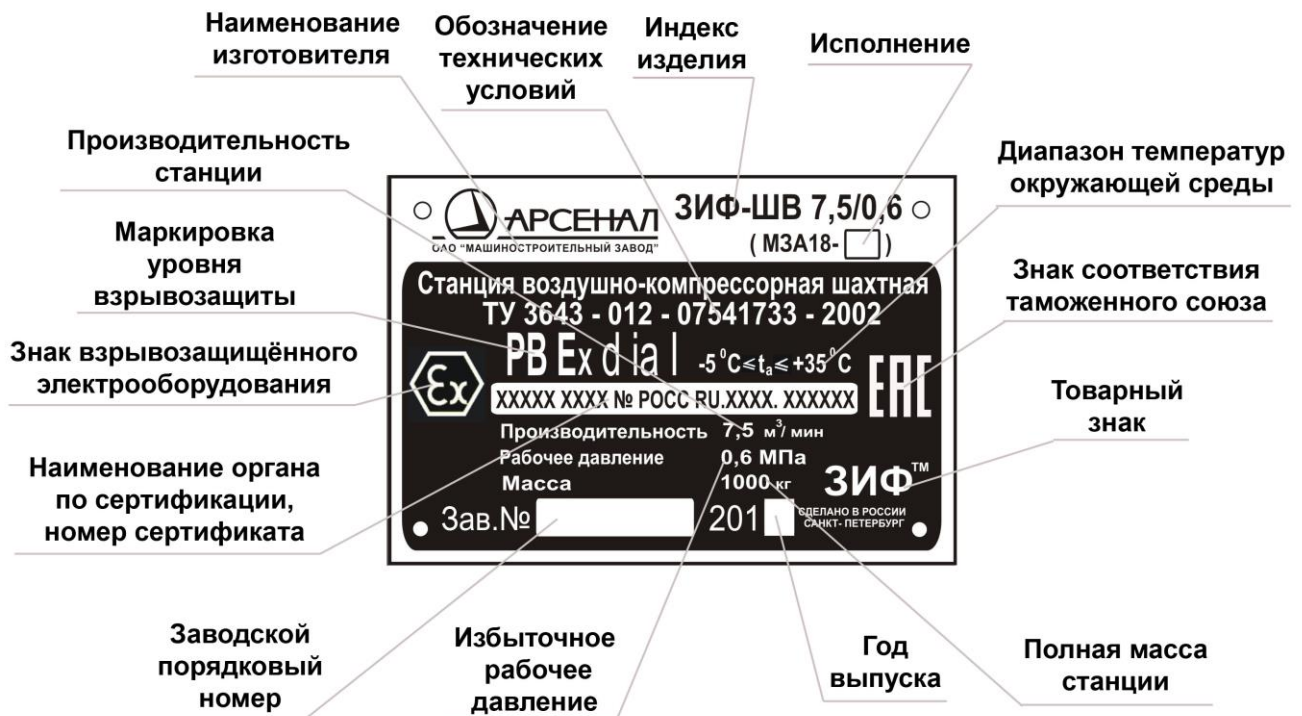 Наименование
изготовителя
Обозначение
технических
условий
Индекс
изделия
Исполнение
Производительность
станции
Маркировка
уровня
взрывозащиты
Знак взрывозащищённого
электрооборудования
Наименование органа
по сертификации,
номер сертификата
Диапазон температур
окружающей среды
Знак соответствия
таможенного союза
Товарный
знак
АРСЕНАЛ
ОАО "МАШИНОСТРОИТЕЛЬНЫЙ ЗАВОД"
ЗИФ-ШВ 7,5/0,6
( МЗА18- )
Станция воздушно-компрессорная шахтная
ТУ 3643 - 012 - 07541733 - 2002
РВ Ex d ia I -5 °С≤tₐ≤ +35°С
Ex
EAC
XXXXX XXXX № РОСС RU.XXXX. XXXXXX
Производительность 7,5 м³/ мин
Рабочее давление 0,6 МПа
Масса 1000 кг
ЗИФ™
СДЕЛАНО В РОССИИ
САНКТ- ПЕТЕРБУРГ
Зав.№ 201
Заводской
порядковый
номер
Избыточное
рабочее
давление
Год
выпуска
Полная масса
станции